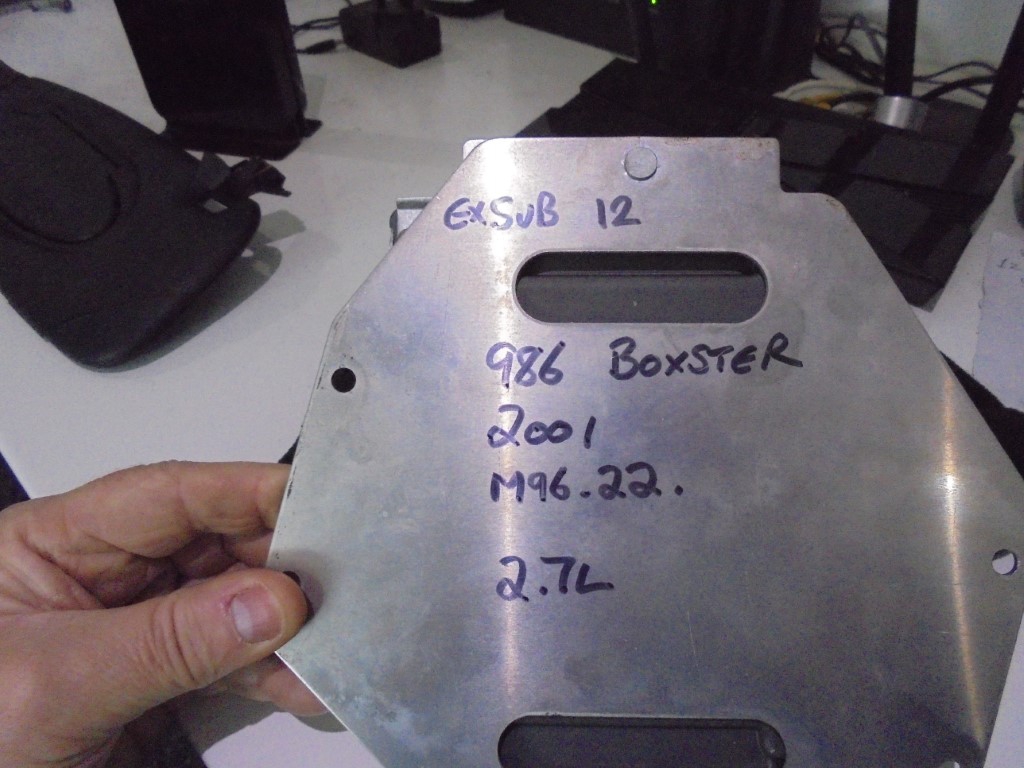 EXSUB 12
986 BOXSTER
2001
M96.22.
2.7L